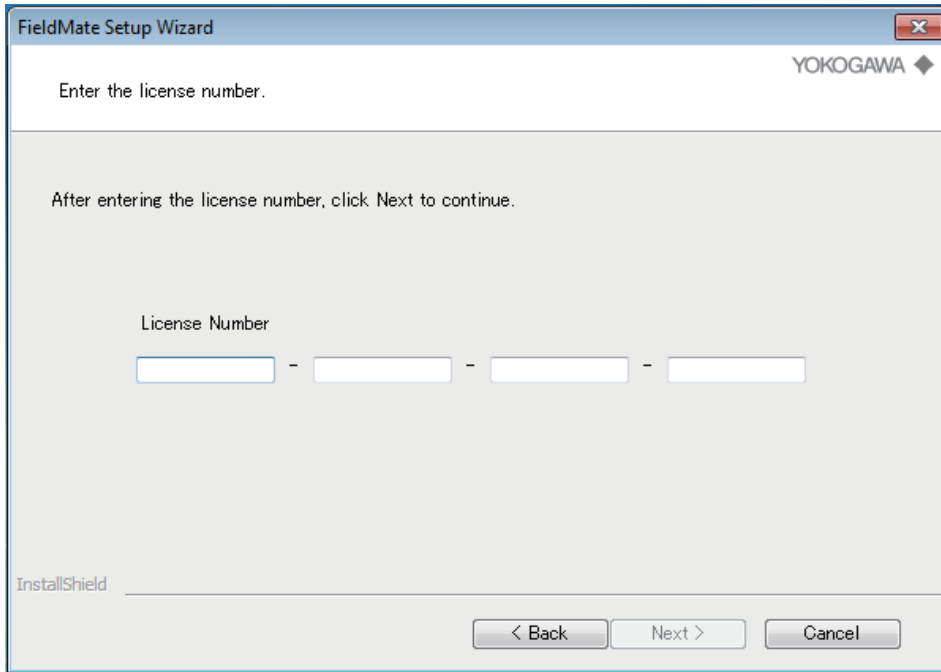 FieldMate Setup Wizard
YOKOGAWA
Enter the license number.
After entering the license number, click Next to continue.
License Number
- - -
InstallShield
< Back Next > Cancel